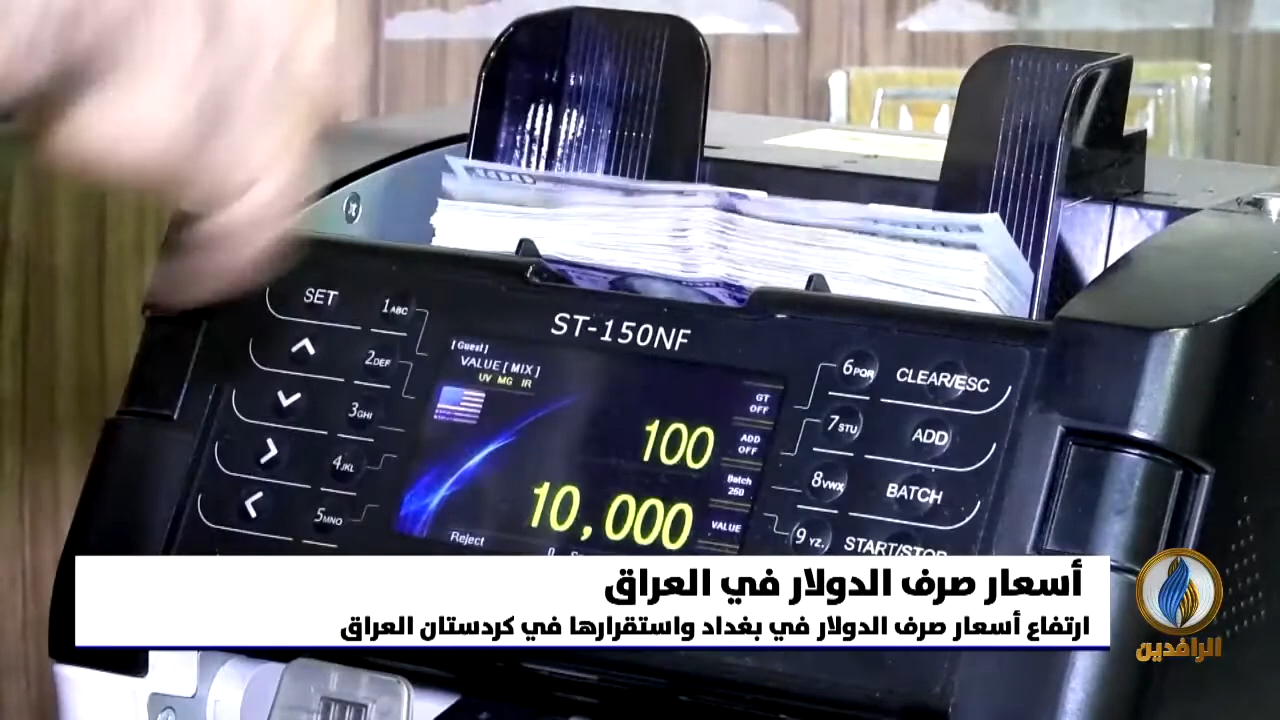 ST-150NF
SET
1ABC
2DEF
3GHI
4JKL
5MNO
[ Guest ]
VALUE [ MIX ]
UV MG IR
100
10,000
Reject
GT
OFF
ADD
OFF
Batch
250
VALUE
6PQR
CLEAR/ESC
7STU
ADD
8VWX
BATCH
9YZ.
START/STOP
أسعار صرف الدولار في العراق
ارتفاع أسعار صرف الدولار في بغداد واستقرارها في كردستان العراق
الرافدين